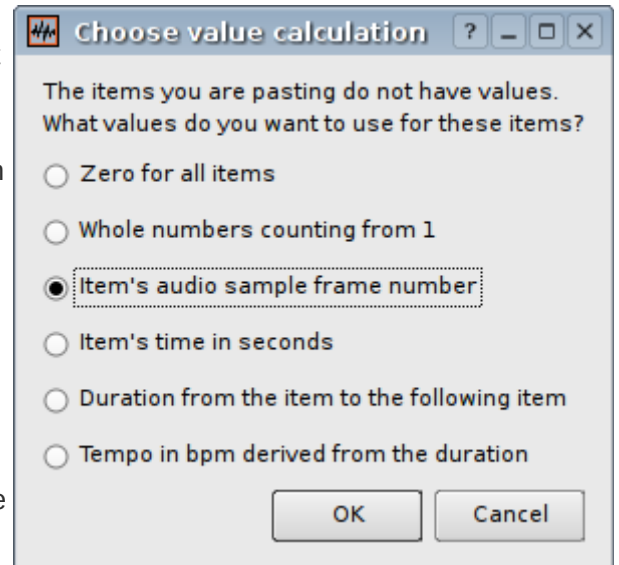 Choose value calculation
The items you are pasting do not have values.
What values do you want to use for these items?
Zero for all items
Whole numbers counting from 1
Item's audio sample frame number
Item's time in seconds
Duration from the item to the following item
Tempo in bpm derived from the duration
OK Cancel